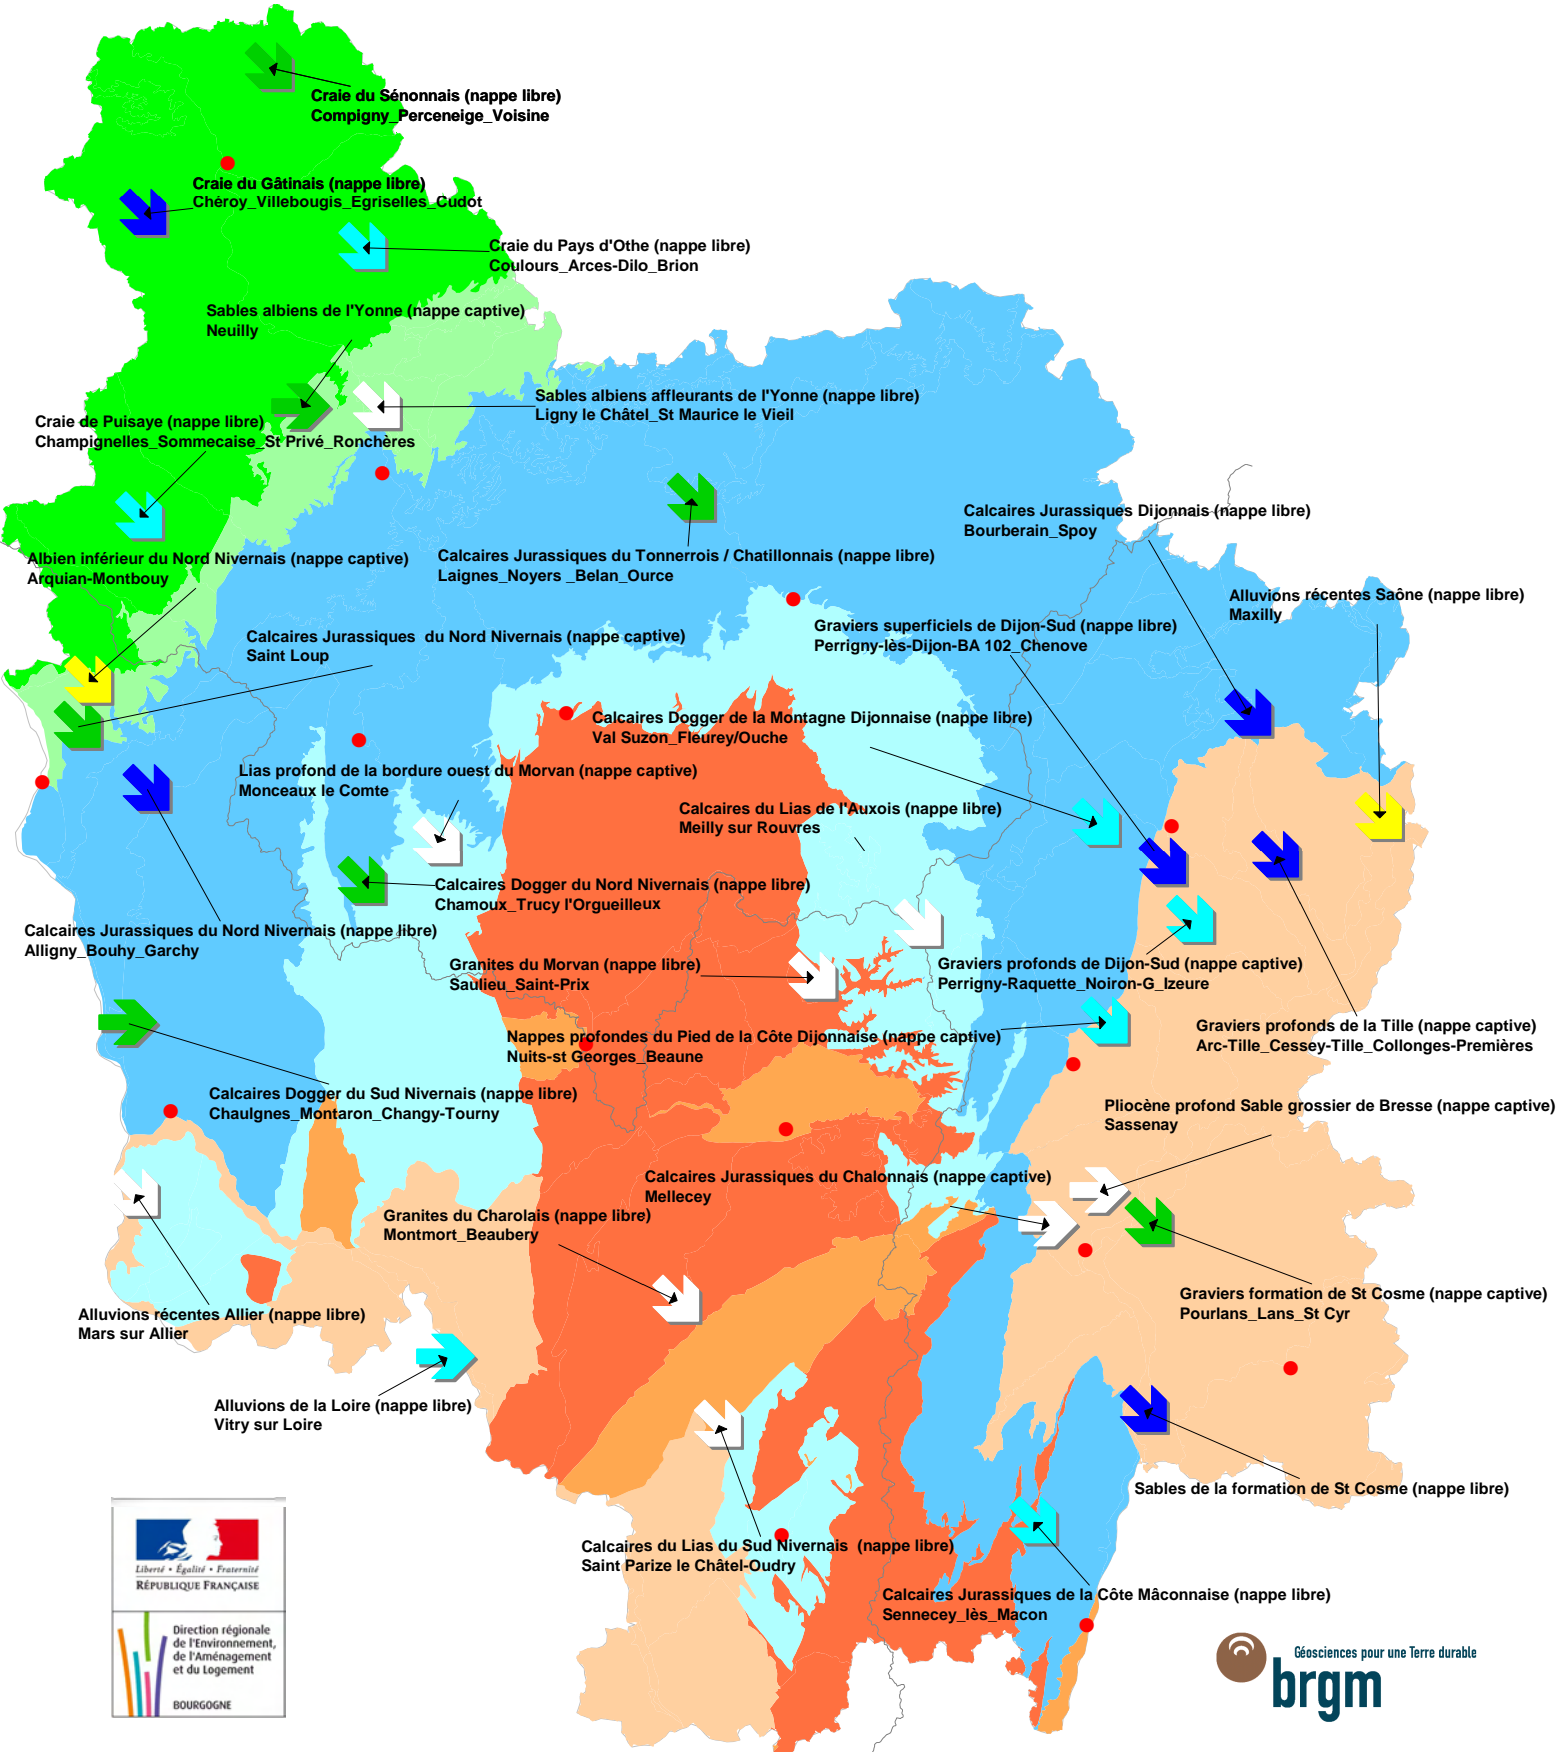 Craie du Sénonnais (nappe libre)
Compigny_Perceneige_Voisine
Craie du Gâtinais (nappe libre)
Chéroy_Villebougis_Egriselles_Cudot
Craie du Pays d'Othe (nappe libre)
Coulours_Arces-Dilo_Brion
Sables albiens de l'Yonne (nappe captive)
Neuilly
Sables albiens affleurants de l'Yonne (nappe libre)
Ligny le Châtel_St Maurice le Vieil
Craie de Puisaye (nappe libre)
Champignelles_Sommecaise_St Privé_Ronchères
Calcaires Jurassiques Dijonnais (nappe libre)
Bourberain_Spoy
Albien inférieur du Nord Nivernais (nappe captive)
Arquian-Montbouy
Calcaires Jurassiques du Tonnerrois / Chatillonnais (nappe libre)
Laignes_Noyers _Belan_Ource
Alluvions récentes Saône (nappe libre)
Maxilly
Graviers superficiels de Dijon-Sud (nappe libre)
Perrigny-lès-Dijon-BA 102_Chenove
Calcaires Jurassiques  du Nord Nivernais (nappe captive)
Saint Loup
Calcaires Dogger de la Montagne Dijonnaise (nappe libre)
Val Suzon_Fleurey/Ouche
Lias profond de la bordure ouest du Morvan (nappe captive)
Monceaux le Comte
Calcaires du Lias de l'Auxois (nappe libre)
Meilly sur Rouvres
Calcaires Dogger du Nord Nivernais (nappe libre)
Chamoux_Trucy l'Orgueilleux
Calcaires Jurassiques du Nord Nivernais (nappe libre)
Alligny_Bouhy_Garchy
Granites du Morvan (nappe libre)
Saulieu_Saint-Prix
Graviers profonds de Dijon-Sud (nappe captive)
Perrigny-Raquette_Noiron-G_Izeure
Nappes profondes du Pied de la Côte Dijonnaise (nappe captive)
Nuits-st Georges_Beaune
Graviers profonds de la Tille (nappe captive)
Arc-Tille_Cessey-Tille_Collonges-Premières
Calcaires Dogger du Sud Nivernais (nappe libre)
Chaulgnes_Montaron_Changy-Tourny
Pliocène profond Sable grossier de Bresse (nappe captive)
Sassenay
Calcaires Jurassiques du Chalonnais (nappe captive)
Mellecey
Granites du Charolais (nappe libre)
Montmort_Beaubery
Graviers formation de St Cosme (nappe captive)
Pourlans_Lans_St Cyr
Alluvions récentes Allier (nappe libre)
Mars sur Allier
Alluvions de la Loire (nappe libre)
Vitry sur Loire
Sables de la formation de St Cosme (nappe libre)
Calcaires du Lias du Sud Nivernais  (nappe libre)
Saint Parize le Châtel-Oudry
Calcaires Jurassiques de la Côte Mâconnaise (nappe libre)
Sennecey_lès_Macon
Liberté • Égalité • Fraternité
RÉPUBLIQUE FRANÇAISE
Direction régionale
de l'Environnement,
de l'Aménagement
et du Logement
BOURGOGNE
Géosciences pour une Terre durable
brgm